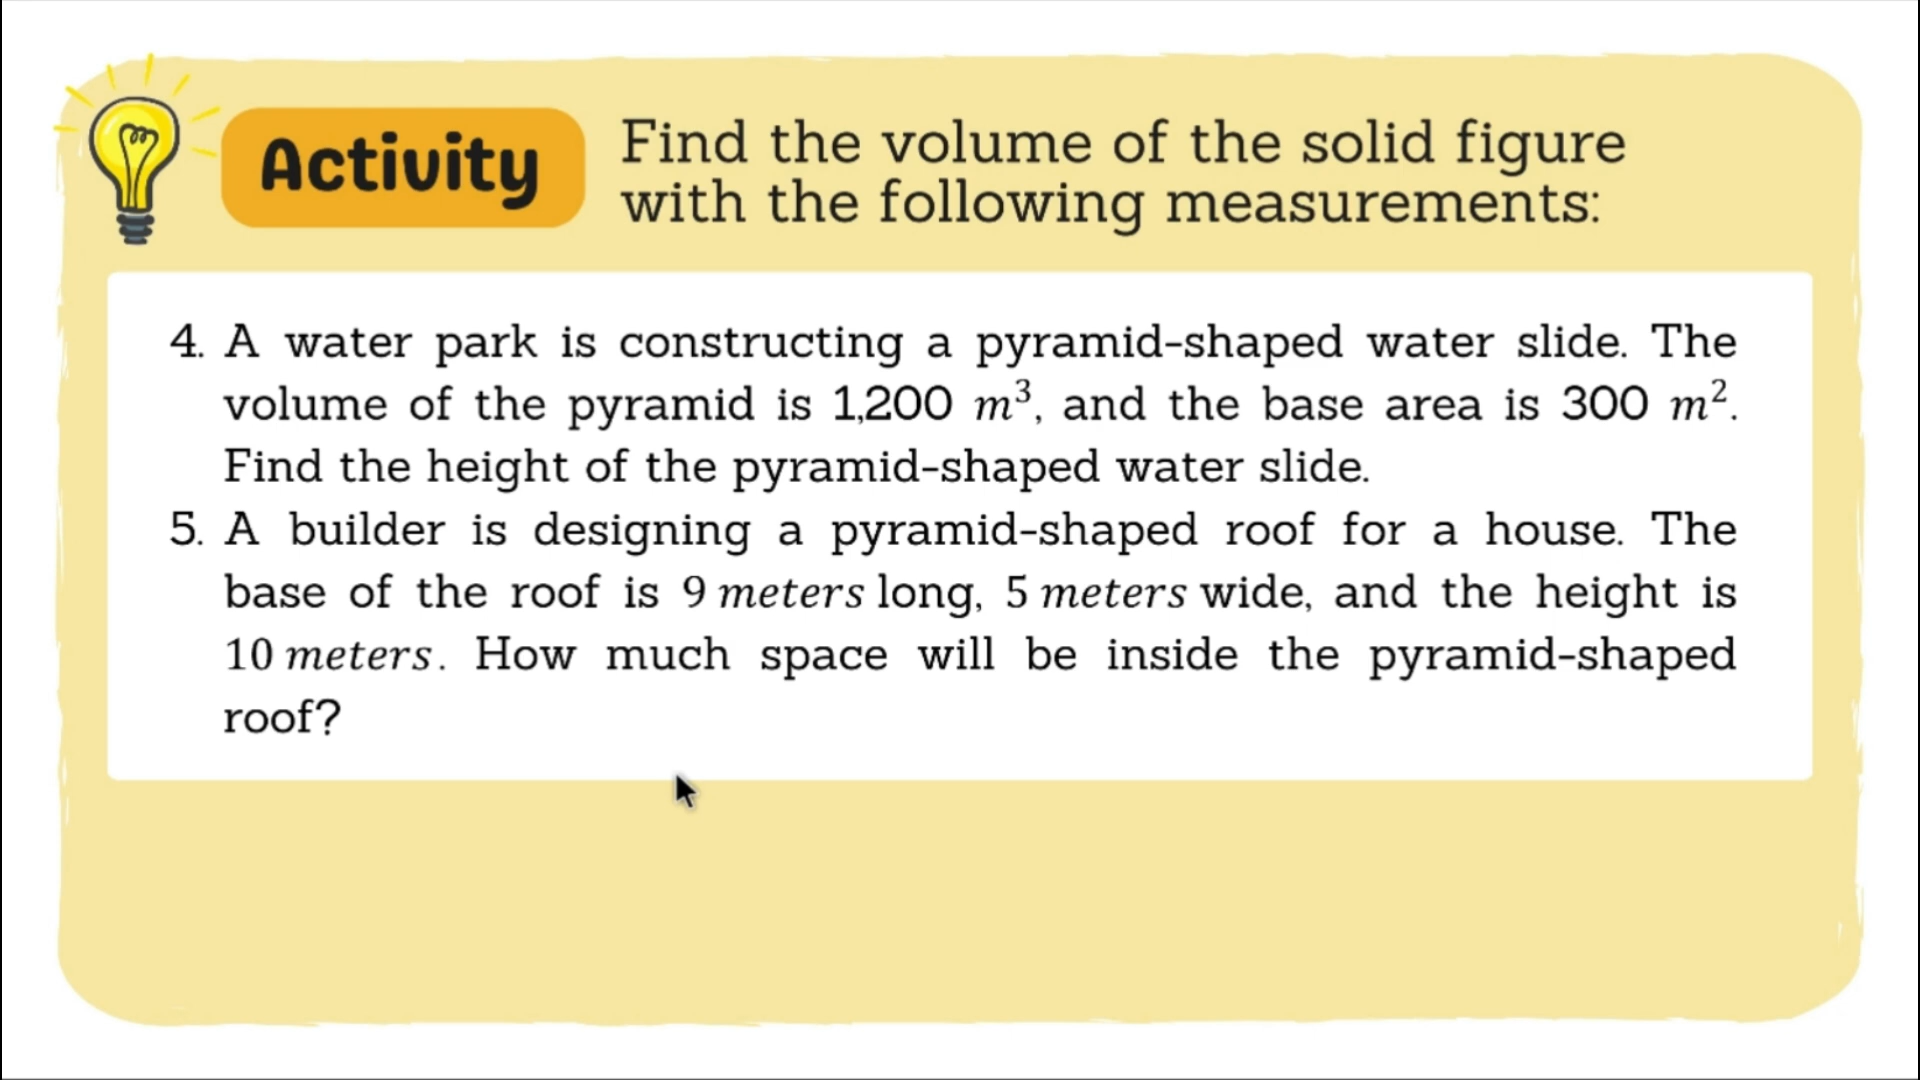 Activity
Find the volume of the solid figure
with the following measurements:
4. A water park is constructing a pyramid-shaped water slide. The
volume of the pyramid is 1,200 m³, and the base area is 300 m².
Find the height of the pyramid-shaped water slide.
5. A builder is designing a pyramid-shaped roof for a house. The
base of the roof is 9 meters long, 5 meters wide, and the height is
10 meters. How much space will be inside the pyramid-shaped
roof?